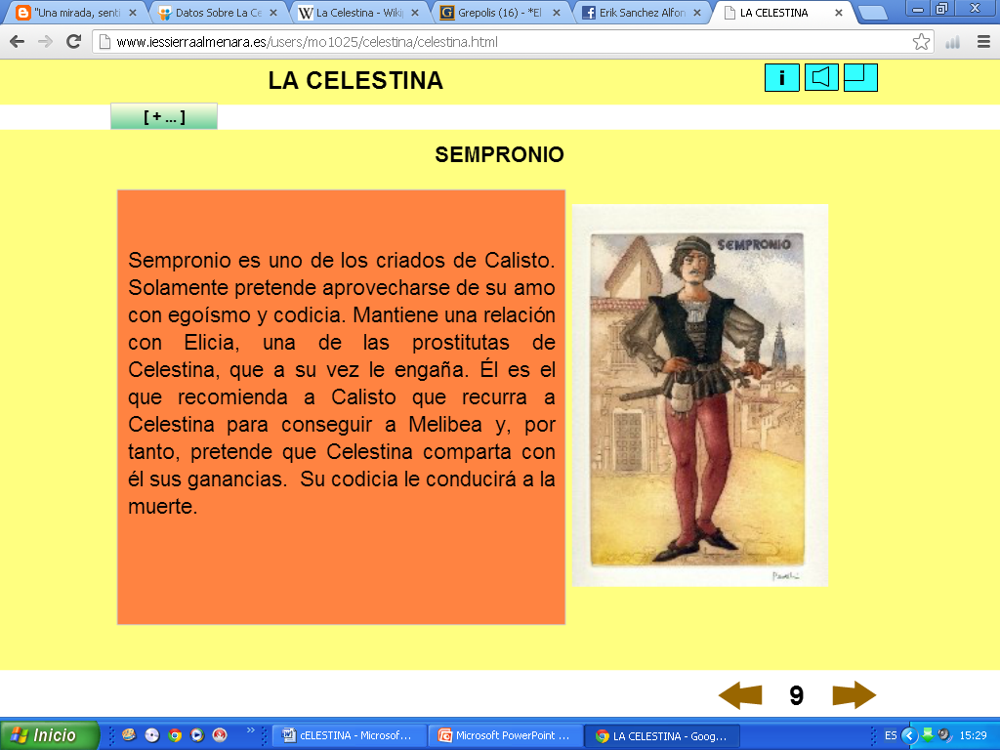 "Una mirada, senti
Datos Sobre La Ce
La Celestina - Wiki
Grepolis (16) - *El
Erik Sanchez Alfon
LA CELESTINA
www.iessierraalmenara.es/users/mo1025/celestina/celestina.html
LA CELESTINA
i
[ + ... ]
SEMPRONIO
Sempronio es uno de los criados de Calisto.
Solamente pretende aprovecharse de su amo
con egoísmo y codicia. Mantiene una relación
con Elicia, una de las prostitutas de
Celestina, que a su vez le engaña. Él es el
que recomienda a Calisto que recurra a
Celestina para conseguir a Melibea y, por
tanto, pretende que Celestina comparta con
él sus ganancias. Su codicia le conducirá a la
muerte.
SEMPRONIO
9
Inicio
cELESTINA - Microsof...
Microsoft PowerPoint ...
LA CELESTINA - Goog...
ES
15:29